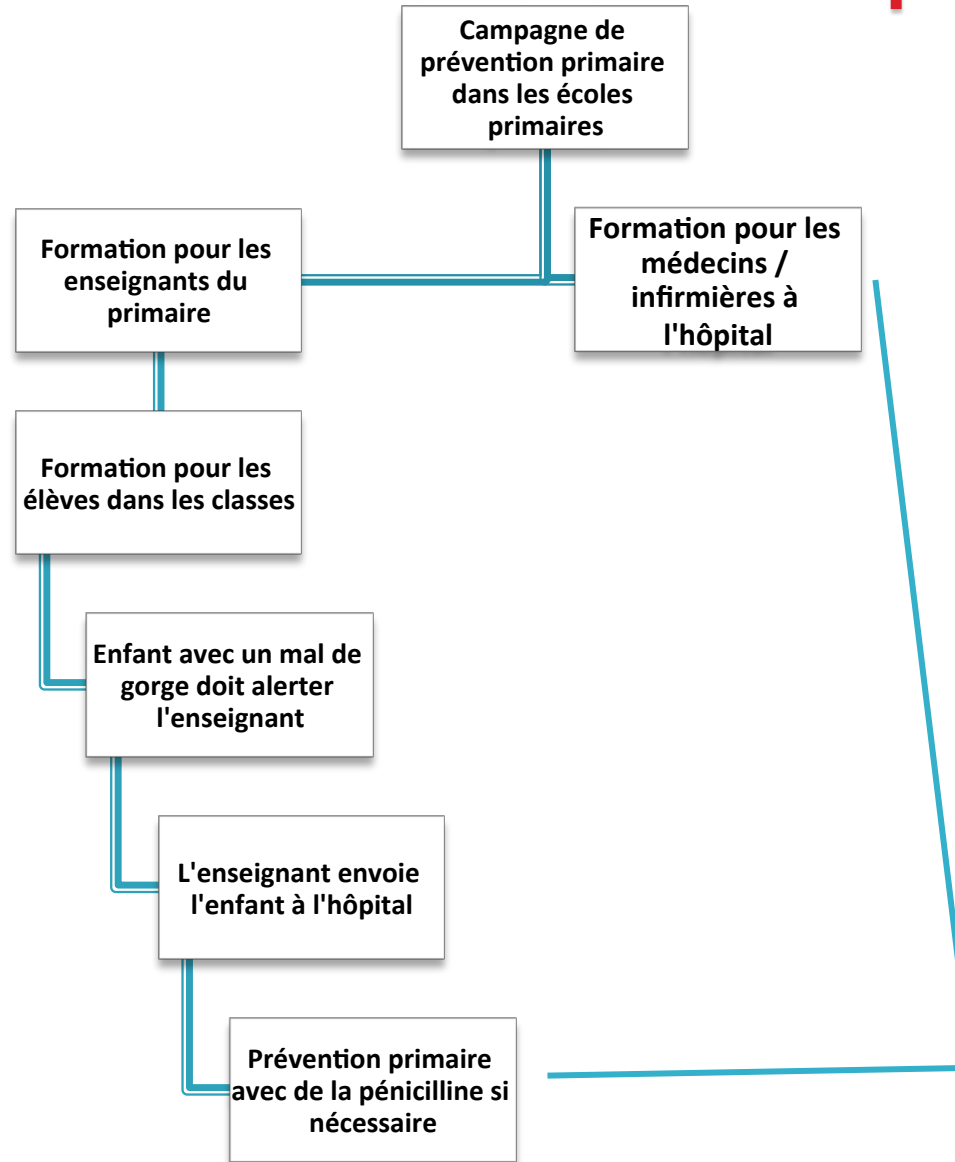 Campagne de
prévention primaire
dans les écoles
primaires
Formation pour les
enseignants du
primaire
Formation pour les
médecins /
infirmières à
l'hôpital
Formation pour les
élèves dans les classes
Enfant avec un mal de
gorge doit alerter
l'enseignant
L'enseignant envoie
l'enfant à l'hôpital
Prévention primaire
avec de la pénicilline si
nécessaire